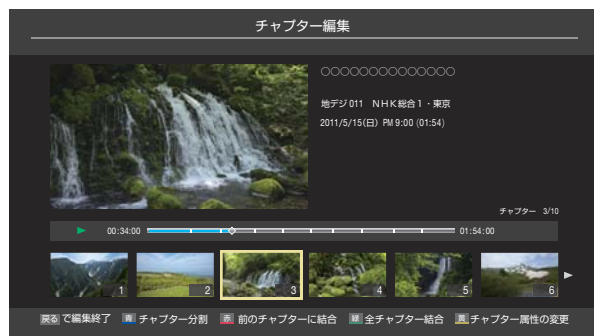 チャプター編集
○○○○○○○○○○○○○○
地デジ 011 NHK総合1・東京
2011/5/15(日) PM 9:00 (01:54)
チャプター 3/10
00:34:00 01:54:00
1 2 3 4 5 6
戻る で編集終了 青 チャプター分割 赤 前のチャプターに結合 緑 全チャプター結合 黄 チャプター属性の変更